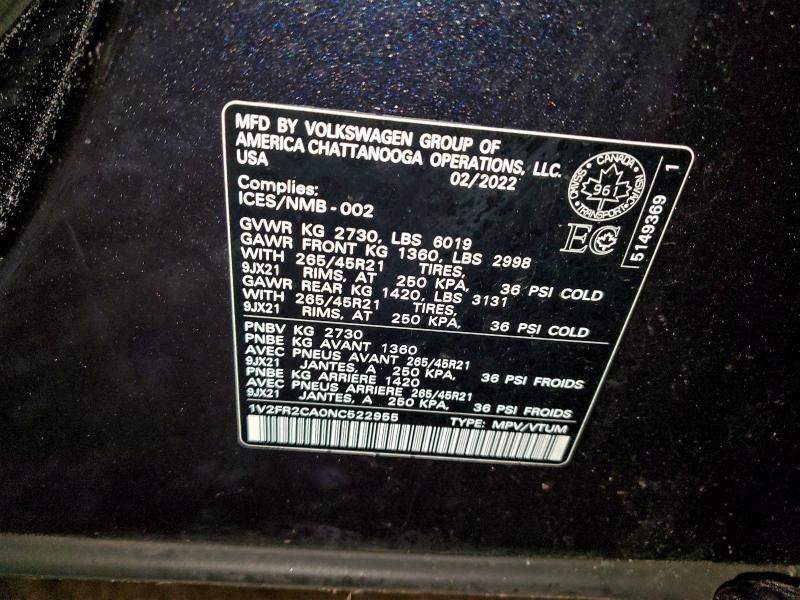 MFD BY VOLKSWAGEN GROUP OF
AMERICA CHATTANOOGA OPERATIONS, LLC.
USA
02/2022
Complies:
ICES/NMB-002
GVWR KG 2730, LBS 6019
GAWR FRONT KG 1360, LBS 2998
WITH 265/45R21 TIRES,
9JX21 RIMS, AT 250 KPA, 36 PSI COLD
GAWR REAR KG 1420, LBS 3131
WITH 265/45R21 TIRES,
9JX21 RIMS, AT 250 KPA, 36 PSI COLD
PNBV KG 2730
PNBE KG AVANT 1360
AVEC PNEUS AVANT 265/45R21
9JX21 JANTES, A 250 KPA, 36 PSI FROIDS
PNBE KG ARRIÈRE 1420
AVEC PNEUS ARRIERE 265/45R21
9JX21 JANTES, A 250 KPA, 36 PSI FROIDS
1V2FR2CA0NC522955 TYPE: MPV/VTUM
CANADA
TRANSPORT
961
EC
5149369 1